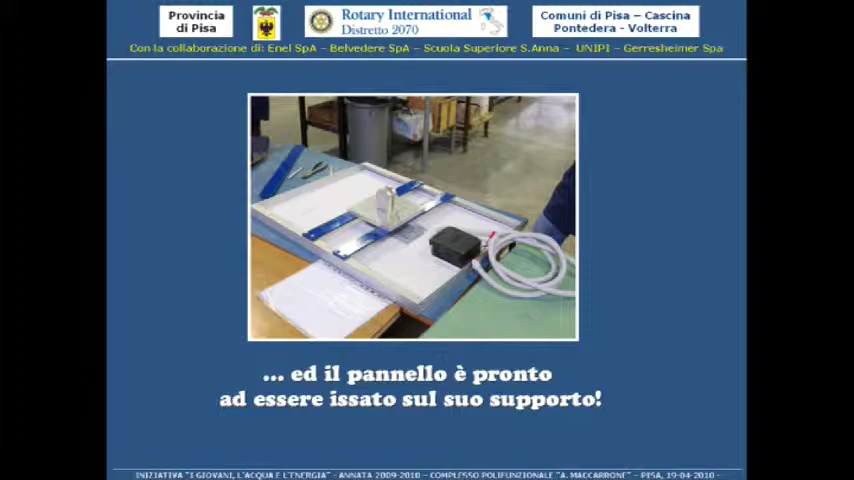 Provincia
di Pisa
Rotary International
Distretto 2070
Comuni di Pisa – Cascina
Pontedera - Volterra
Con la collaborazione di: Enel SpA – Belvedere SpA – Scuola Superiore S.Anna – UNIPI – Gerresheimer Spa
... ed il pannello è pronto
ad essere issato sul suo supporto!
INIZIATIVA "I GIOVANI, L'ACQUA E L'ENERGIA" - ANNATA 2009-2010 – COMPLESSO POLIFUNZIONALE "A. MACCARRONE" – PISA, 19-04-2010 -